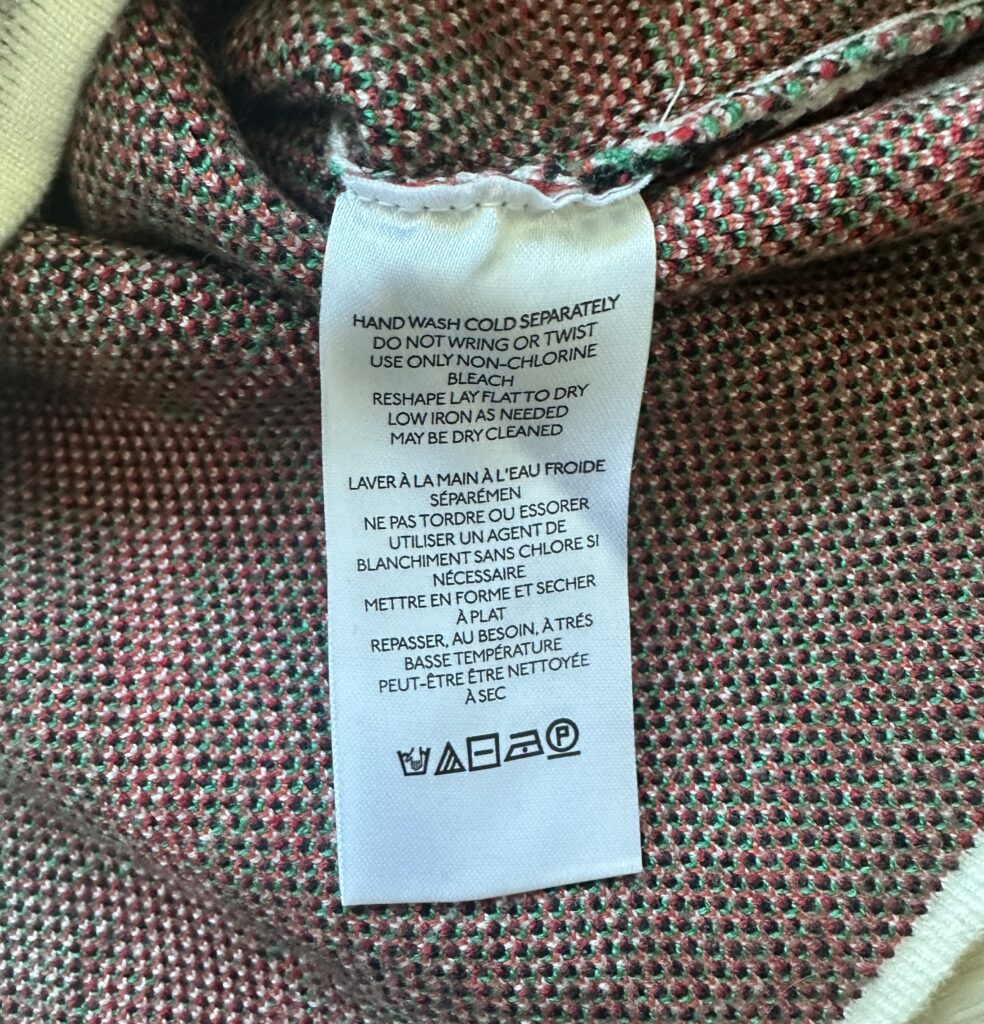 HAND WASH COLD SEPARATELY
DO NOT WRING OR TWIST
USE ONLY NON-CHLORINE
BLEACH
RESHAPE LAY FLAT TO DRY
LOW IRON AS NEEDED
MAY BE DRY CLEANED
LAVER À LA MAIN À L'EAU FROIDE
SÉPARÉMEN
NE PAS TORDRE OU ESSORER
UTILISER UN AGENT DE
BLANCHIMENT SANS CHLORE SI
NÉCESSAIRE
METTRE EN FORME ET SECHER
À PLAT
REPASSER, AU BESOIN, À TRÉS
BASSE TEMPÉRATURE
PEUT-ÊTRE ÊTRE NETTOYÉE
À SEC
P